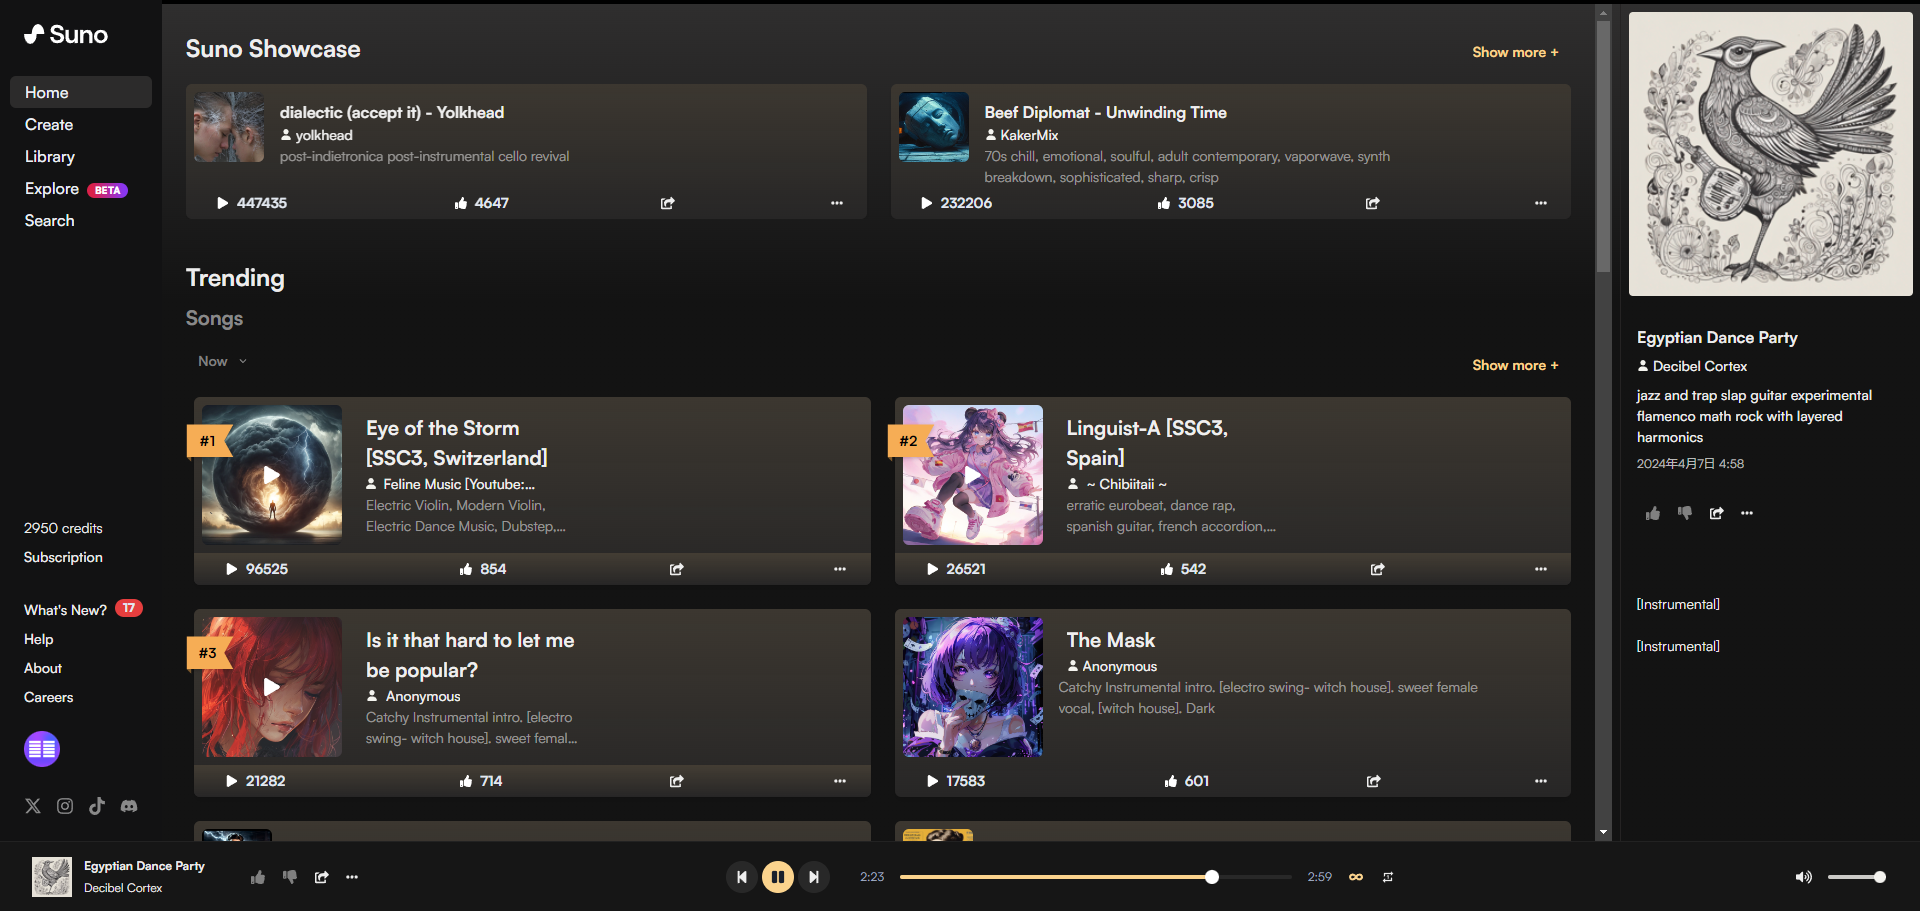 Suno
Home
Create
Library
Explore BETA
Search
2950 credits
Subscription
What's New? 17
Help
About
Careers
Suno Showcase
Show more +
dialectic (accept it) - Yolkhead
yolkhead
post-indietronica post-instrumental cello revival
447435 4647
Beef Diplomat - Unwinding Time
KakerMix
70s chill, emotional, soulful, adult contemporary, vaporwave, synth
breakdown, sophisticated, sharp, crisp
232206 3085
Trending
Songs
Now
Show more +
#1
Eye of the Storm
[SSC3, Switzerland]
Feline Music [Youtube:...
Electric Violin, Modern Violin,
Electric Dance Music, Dubstep,...
96525 854
#2
Linguist-A [SSC3,
Spain]
~ Chibiitaii ~
erratic eurobeat, dance rap,
spanish guitar, french accordion,...
26521 542
#3
Is it that hard to let me
be popular?
Anonymous
Catchy Instrumental intro. [electro
swing- witch house]. sweet femal...
21282 714
The Mask
Anonymous
Catchy Instrumental intro. [electro swing- witch house]. sweet female
vocal, [witch house]. Dark
17583 601
Egyptian Dance Party
Decibel Cortex
jazz and trap slap guitar experimental
flamenco math rock with layered
harmonics
2024年4月7日 4:58
[Instrumental]
[Instrumental]
Egyptian Dance Party
Decibel Cortex
2:23 2:59